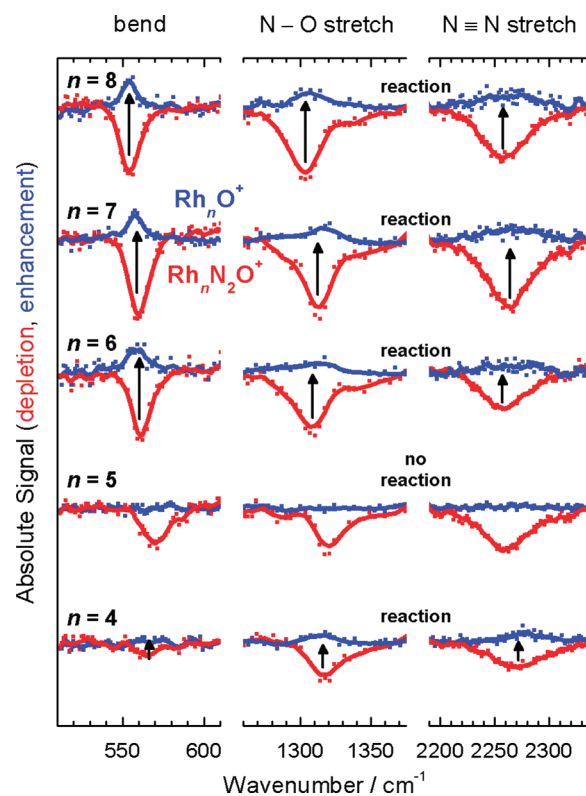 bend N – O stretch N ≡ N stretch
n = 8 reaction
n = 7 RhₙO⁺ reaction
RhₙN₂O⁺
n = 6 reaction
no
n = 5 reaction
n = 4 reaction
Absolute Signal (depletion, enhancement)
550 600 1300 1350 2200 2250 2300
Wavenumber / cm⁻¹